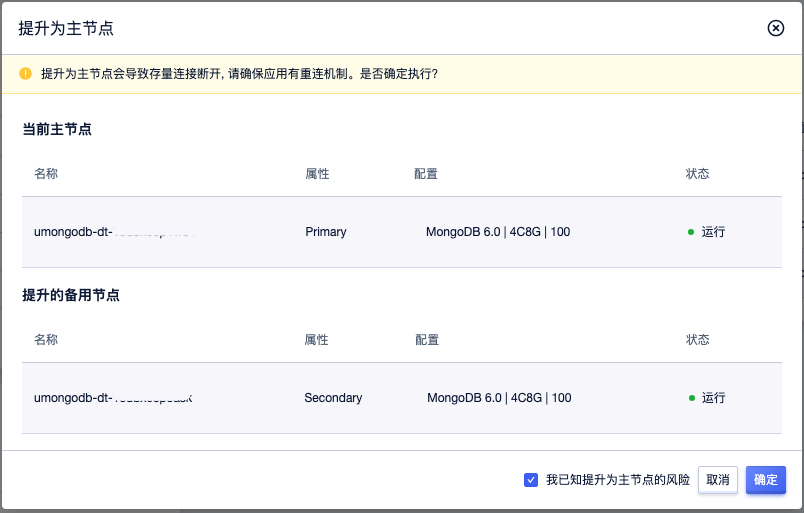 提升为主节点
提升为主节点会导致存量连接断开, 请确保应用有重连机制。是否确定执行?
当前主节点
名称 属性 配置 状态
umongodb-dt- Primary MongoDB 6.0 | 4C8G | 100 运行
提升的备用节点
名称 属性 配置 状态
umongodb-dt- Secondary MongoDB 6.0 | 4C8G | 100 运行
我已知提升为主节点的风险 取消 确定